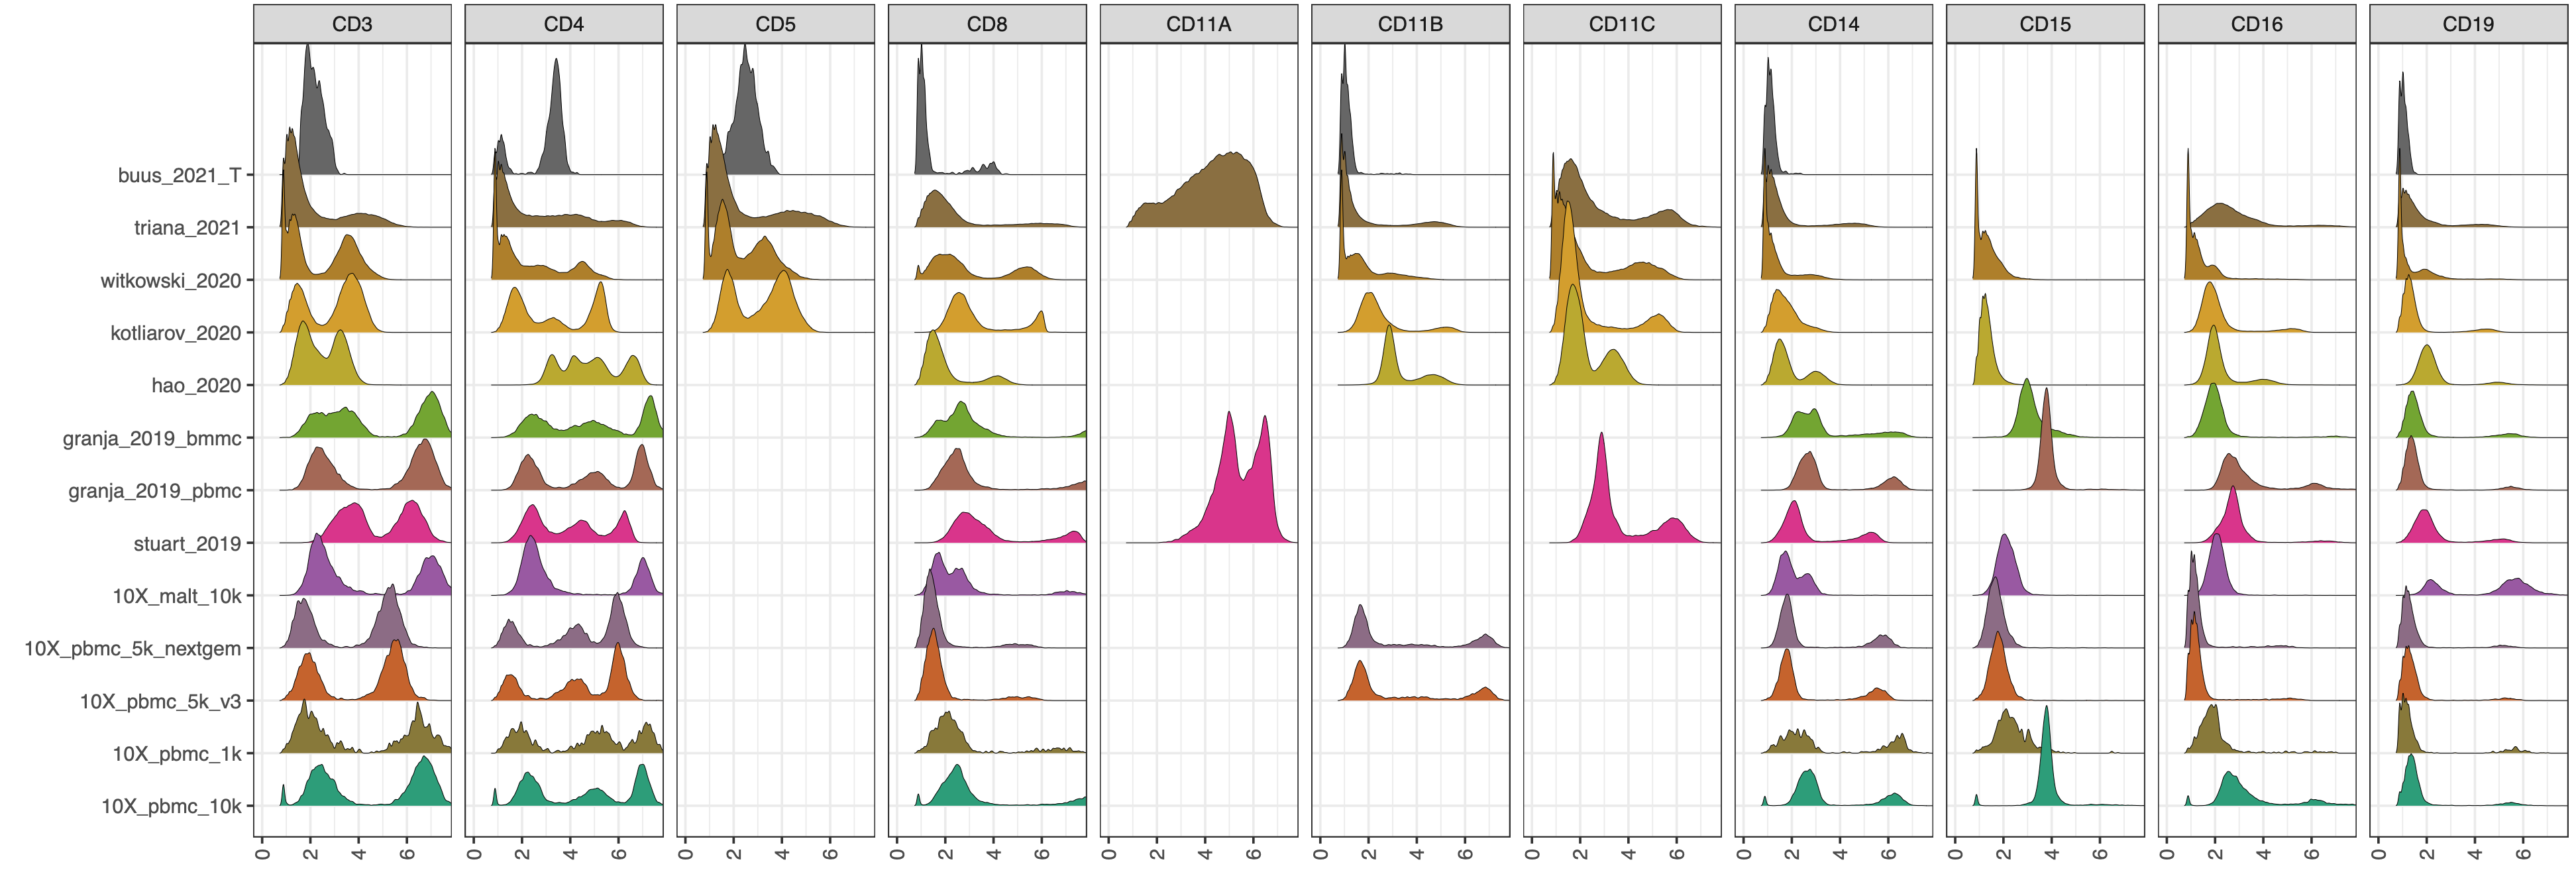 CD3 CD4 CD5 CD8 CD11A CD11B CD11C CD14 CD15 CD16 CD19
buus_2021_T
triana_2021
witkowski_2020
kotliarov_2020
hao_2020
granja_2019_bmmc
granja_2019_pbmc
stuart_2019
10X_malt_10k
10X_pbmc_5k_nextgem
10X_pbmc_5k_v3
10X_pbmc_1k
10X_pbmc_10k
0 2 4 6 0 2 4 6 0 2 4 6 0 2 4 6 0 2 4 6 0 2 4 6 0 2 4 6 0 2 4 6 0 2 4 6 0 2 4 6 0 2 4 6